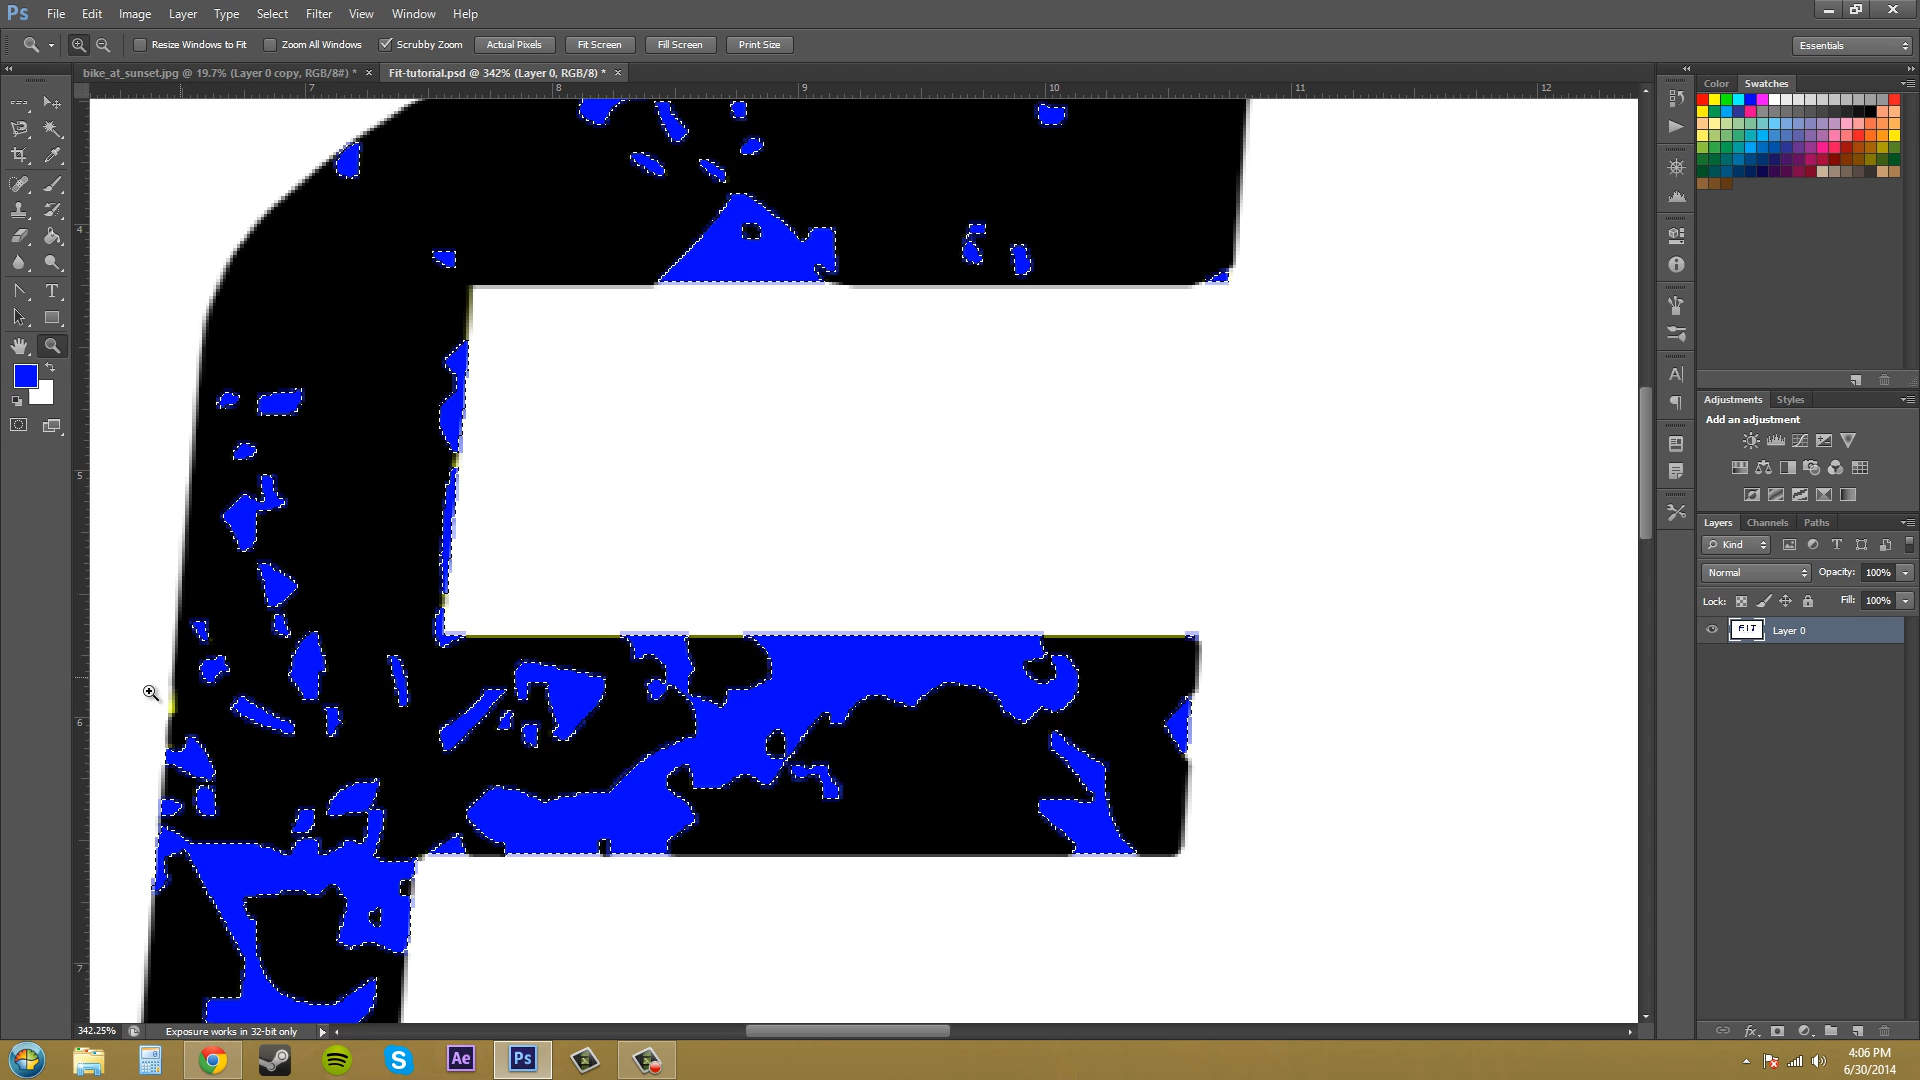 Ps File Edit Image Layer Type Select Filter View Window Help
Resize Windows to Fit Zoom All Windows Scrubby Zoom Actual Pixels Fit Screen Fill Screen Print Size Essentials
bike_at_sunset.jpg @ 19.7% (Layer 0 copy, RGB/8#) * × Fit-tutorial.psd @ 342% (Layer 0, RGB/8) * ×
7 8 9 10 11 12
4
5
6
7
Color Swatches
Adjustments Styles
Add an adjustment
Layers Channels Paths
Kind
Normal Opacity: 100%
Lock: Fill: 100%
FIT Layer 0
342.25% Exposure works in 32-bit only
Ae Ps
4:06 PM
6/30/2014